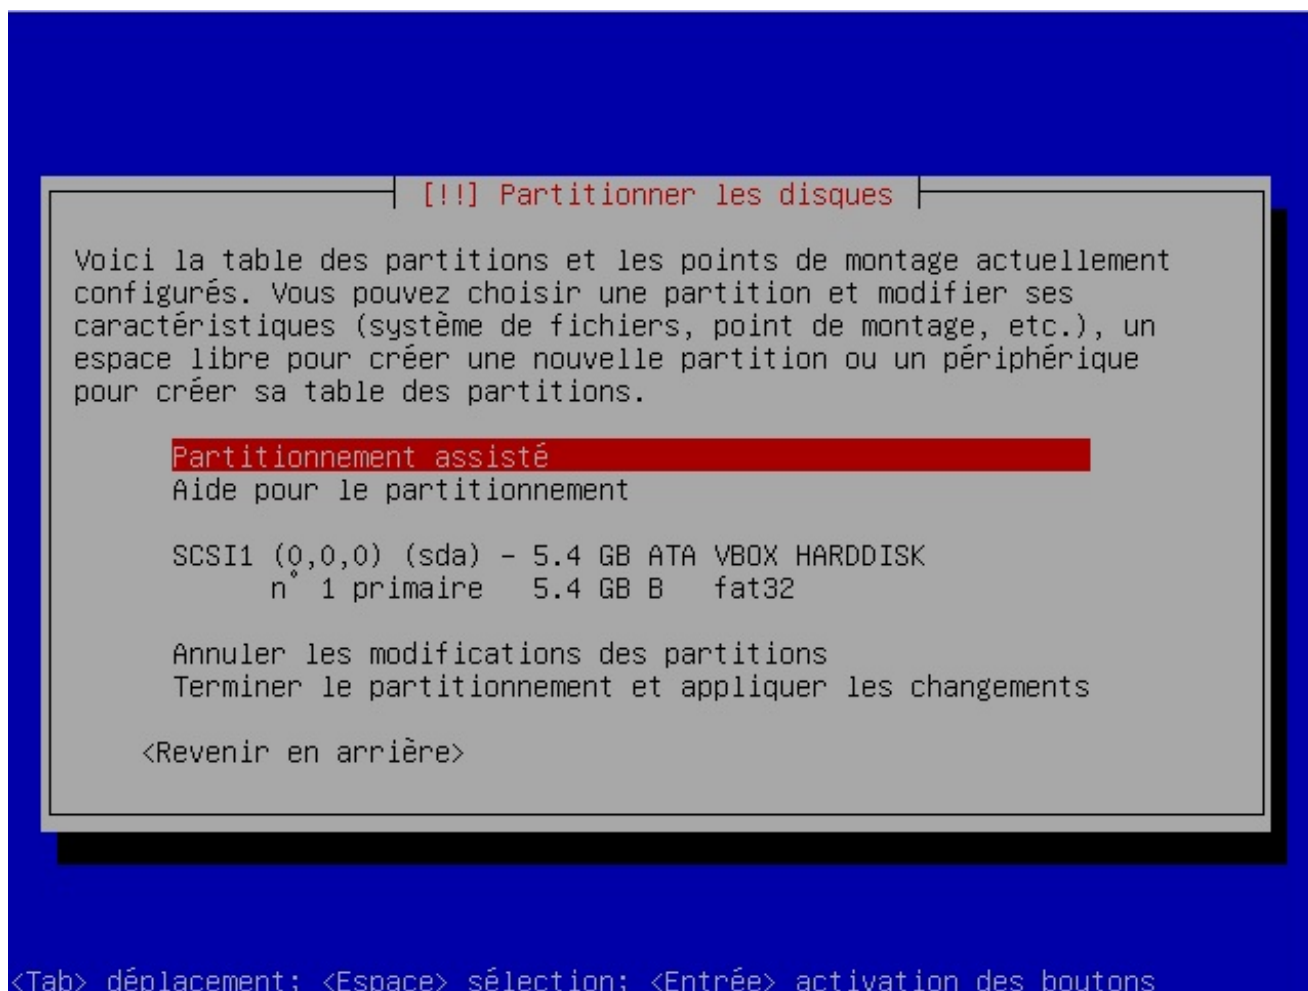 [!!] Partitionner les disques
Voici la table des partitions et les points de montage actuellement
configurés. Vous pouvez choisir une partition et modifier ses
caractéristiques (système de fichiers, point de montage, etc.), un
espace libre pour créer une nouvelle partition ou un périphérique
pour créer sa table des partitions.
Partitionnement assisté
Aide pour le partitionnement
SCSI1 (0,0,0) (sda) - 5.4 GB ATA VBOX HARDDISK
n° 1 primaire 5.4 GB B fat32
Annuler les modifications des partitions
Terminer le partitionnement et appliquer les changements
<Revenir en arrière>
<Tab> déplacement; <Espace> sélection; <Entrée> activation des boutons